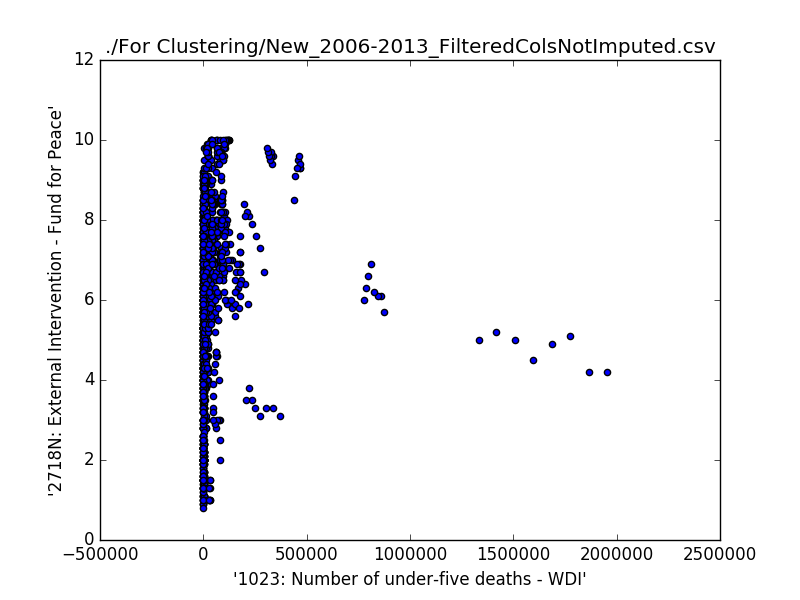 ./For Clustering/New_2006-2013_FilteredColsNotImputed.csv
12
10
8
6
4
2
0
'2718N: External Intervention - Fund for Peace'
−500000 0 500000 1000000 1500000 2000000 2500000
'1023: Number of under-five deaths - WDI'